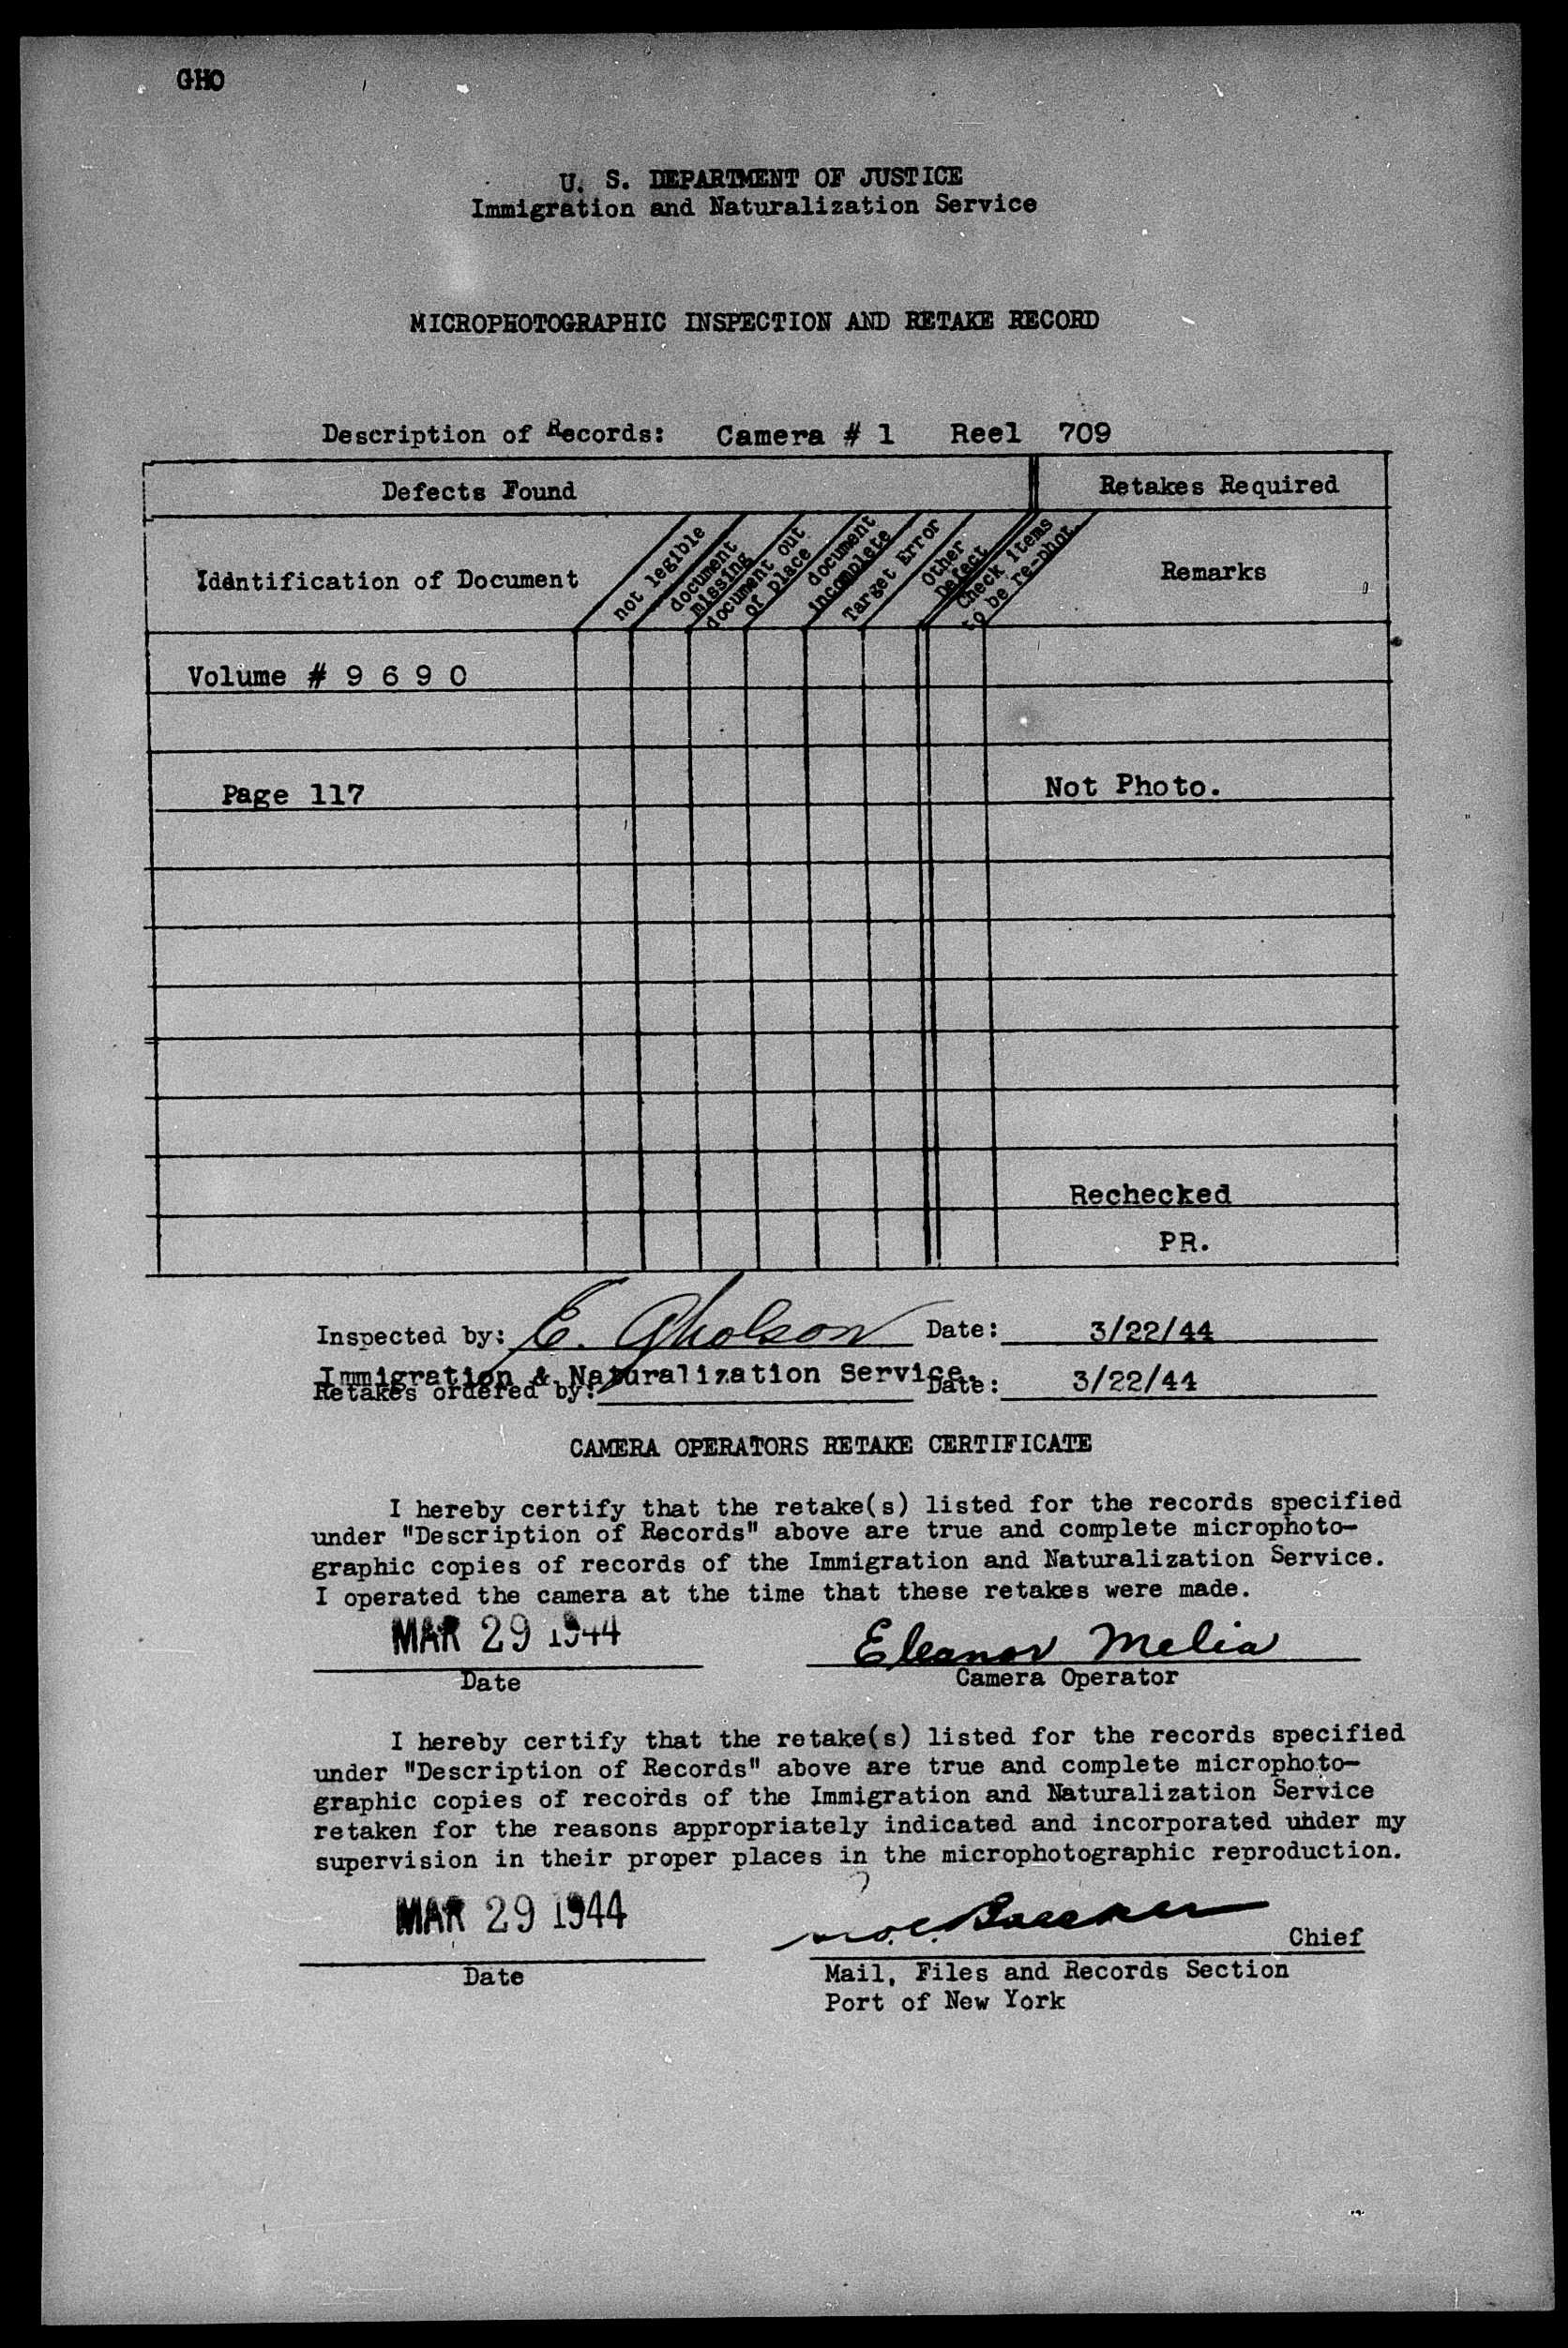 GHO
U. S. DEPARTMENT OF JUSTICE
Immigration and Naturalization Service
MICROPHOTOGRAPHIC INSPECTION AND RETAKE RECORD
Description of Records: Camera # 1 Reel 709
Defects Found
Retakes Required
Identification of Document
not legible
document missing
document out of place
document incomplete
Target Error
Other Defect
Check items to be re-phot.
Remarks
Volume # 9 6 9 0
Page 117
Not Photo.
Rechecked
PR.
Inspected by: E. Gholson Date: 3/22/44
Immigration & Naturalization Service.
Retakes ordered by: Date: 3/22/44
CAMERA OPERATORS RETAKE CERTIFICATE
I hereby certify that the retake(s) listed for the records specified
under "Description of Records" above are true and complete microphoto-
graphic copies of records of the Immigration and Naturalization Service.
I operated the camera at the time that these retakes were made.
MAR 29 1944
Eleanor Melia
Date
Camera Operator
I hereby certify that the retake(s) listed for the records specified
under "Description of Records" above are true and complete microphoto-
graphic copies of records of the Immigration and Naturalization Service
retaken for the reasons appropriately indicated and incorporated under my
supervision in their proper places in the microphotographic reproduction.
MAR 29 1944
Chief
Date
Mail, Files and Records Section
Port of New York